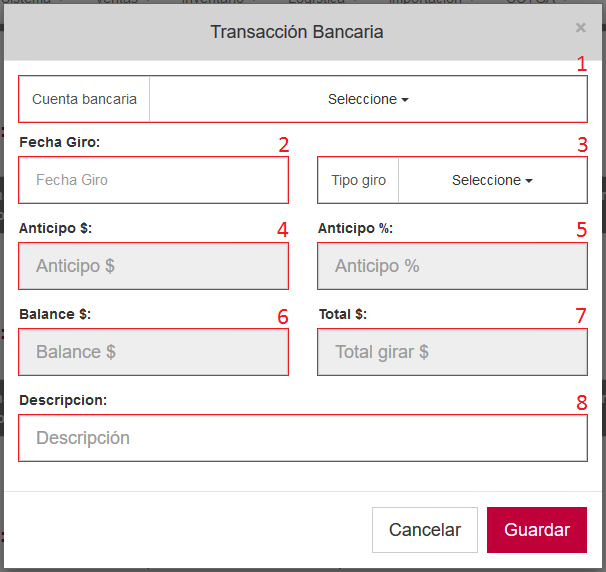 Transacción Bancaria ×
1
Cuenta bancaria Seleccione
Fecha Giro: 2 3
Fecha Giro Tipo giro Seleccione
Anticipo $: 4 Anticipo %: 5
Anticipo $ Anticipo %
Balance $: 6 Total $: 7
Balance $ Total girar $
Descripcion: 8
Descripción
Cancelar Guardar